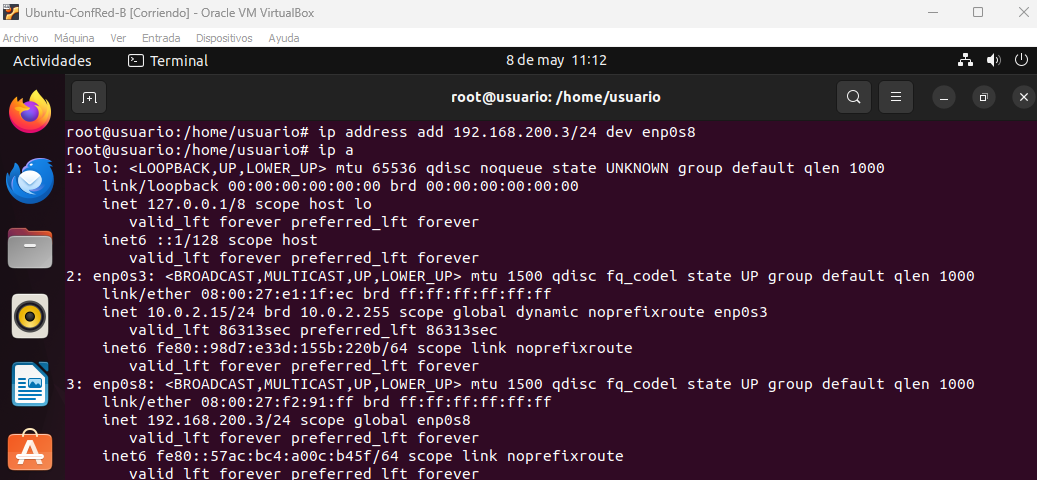 Ubuntu-ConfRed-B [Corriendo] - Oracle VM VirtualBox
Archivo Máquina Ver Entrada Dispositivos Ayuda
Actividades Terminal 8 de may 11:12
root@usuario: /home/usuario
root@usuario:/home/usuario# ip address add 192.168.200.3/24 dev enp0s8
root@usuario:/home/usuario# ip a
1: lo: <LOOPBACK,UP,LOWER_UP> mtu 65536 qdisc noqueue state UNKNOWN group default qlen 1000
    link/loopback 00:00:00:00:00:00 brd 00:00:00:00:00:00
    inet 127.0.0.1/8 scope host lo
       valid_lft forever preferred_lft forever
    inet6 ::1/128 scope host
       valid_lft forever preferred_lft forever
2: enp0s3: <BROADCAST,MULTICAST,UP,LOWER_UP> mtu 1500 qdisc fq_codel state UP group default qlen 1000
    link/ether 08:00:27:e1:1f:ec brd ff:ff:ff:ff:ff:ff
    inet 10.0.2.15/24 brd 10.0.2.255 scope global dynamic noprefixroute enp0s3
       valid_lft 86313sec preferred_lft 86313sec
    inet6 fe80::98d7:e33d:155b:220b/64 scope link noprefixroute
       valid_lft forever preferred_lft forever
3: enp0s8: <BROADCAST,MULTICAST,UP,LOWER_UP> mtu 1500 qdisc fq_codel state UP group default qlen 1000
    link/ether 08:00:27:f2:91:ff brd ff:ff:ff:ff:ff:ff
    inet 192.168.200.3/24 scope global enp0s8
       valid_lft forever preferred_lft forever
    inet6 fe80::57ac:bc4:a00c:b45f/64 scope link noprefixroute
       valid_lft forever preferred_lft forever